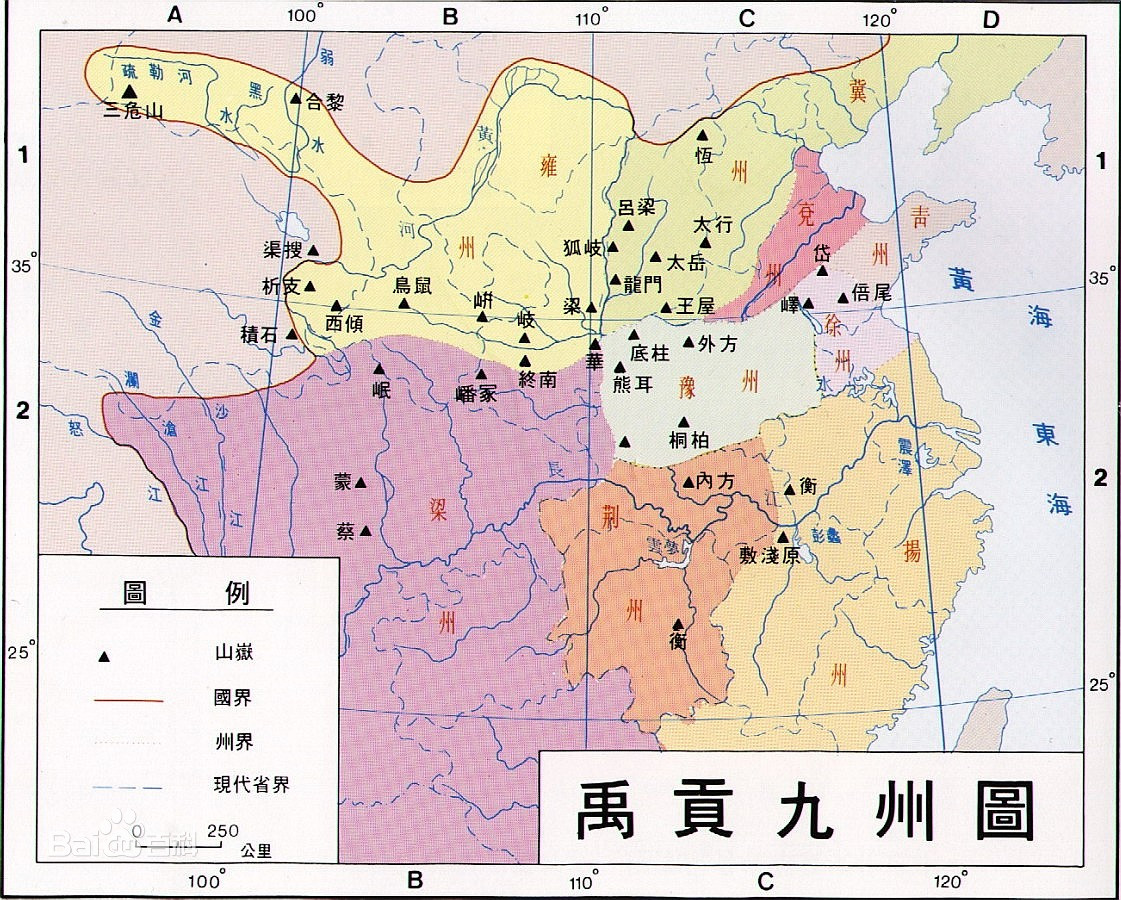 A
B
C
D
100°
110°
120°
疏勒河
三危山
黑
水
弱
水
合黎
1
1
黃
河
雍
州
冀
州
恆
呂梁
太行
狐岐
太岳
龍門
王屋
梁
兗
州
青
州
岱
嶧
倍尾
徐
州
黃
海
35°
35°
渠搜
析支
西傾
積石
鳥鼠
岍
岐
終南
華
底柱
熊耳
外方
豫
州
桐柏
岷
嶓冢
金
沙
江
瀾
滄
江
怒
江
2
2
蒙
蔡
梁
州
長
江
內方
荆
州
雲夢
衡
衡
敷淺原
彭蠡
震澤
水
揚
州
東
海
25°
25°
圖例
山嶽
國界
州界
現代省界
0 250
公里
Baidu百科
禹貢九州圖
100°
B
110°
C
120°